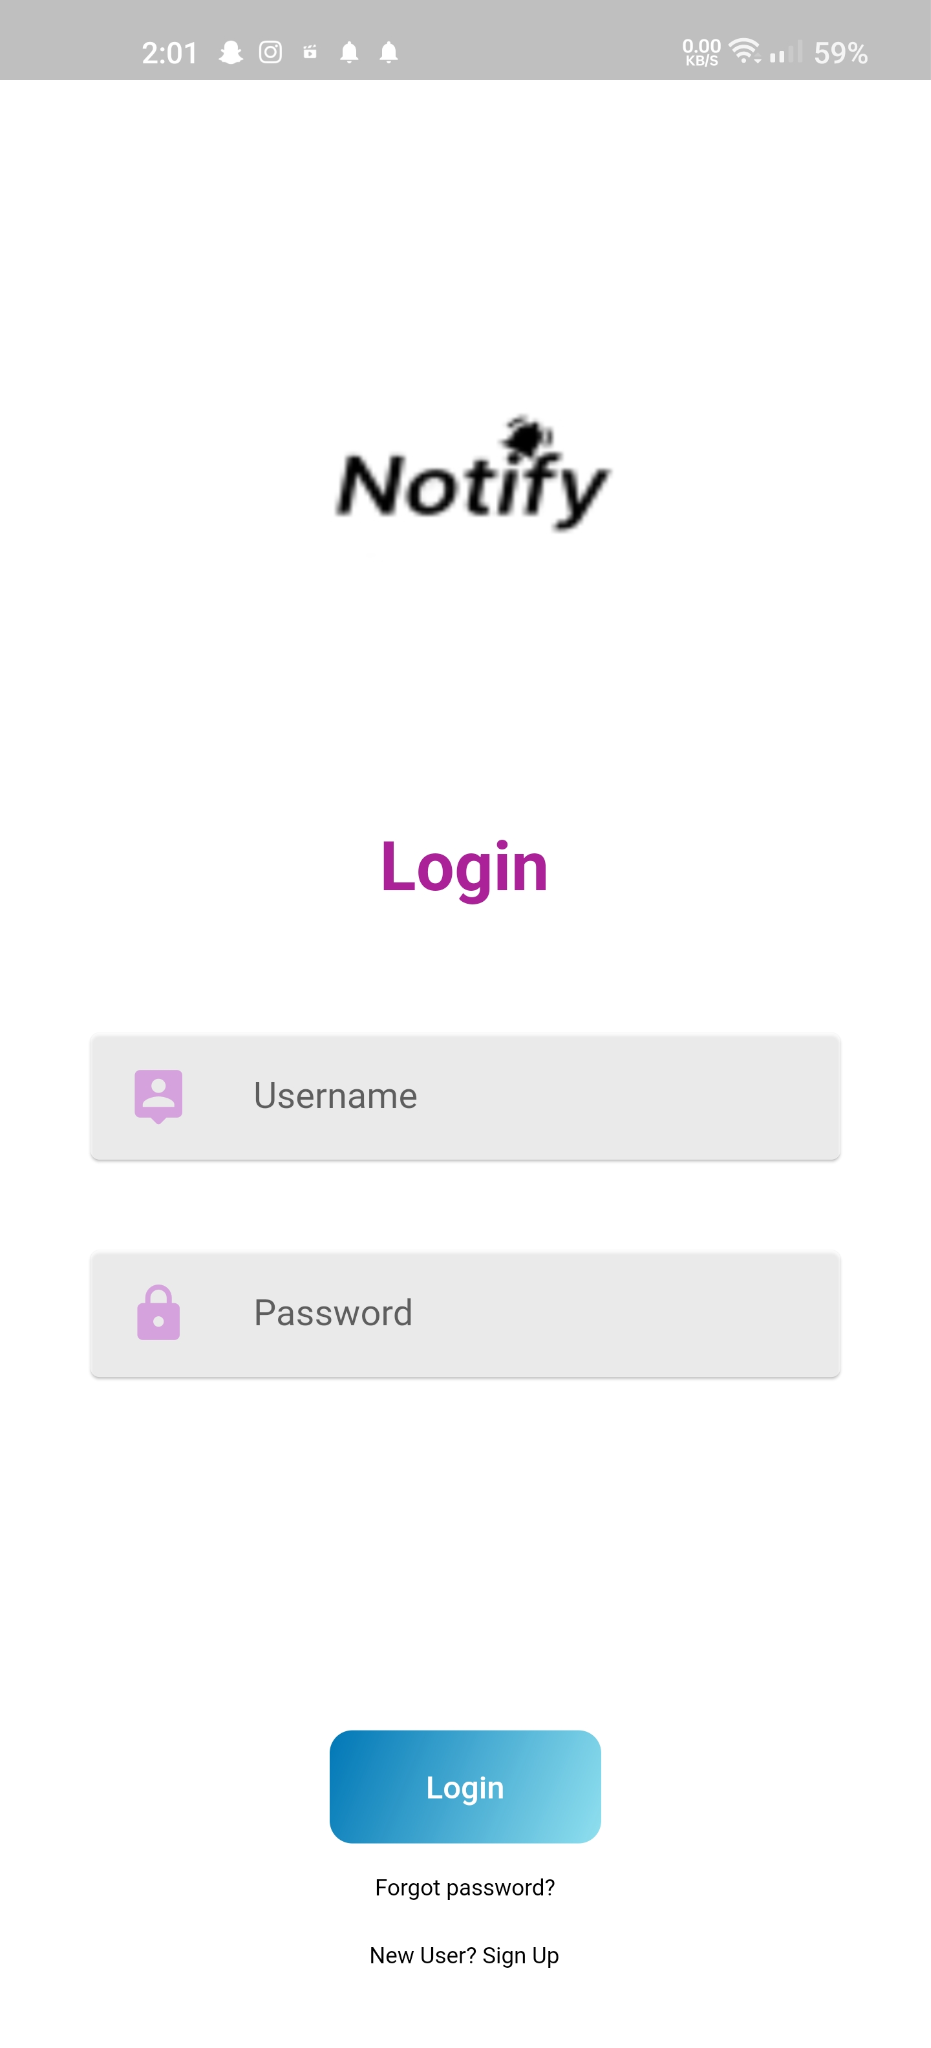 2:01 0.00 KB/S 59%
Notify
Login
Username
Password
Login
Forgot password?
New User? Sign Up